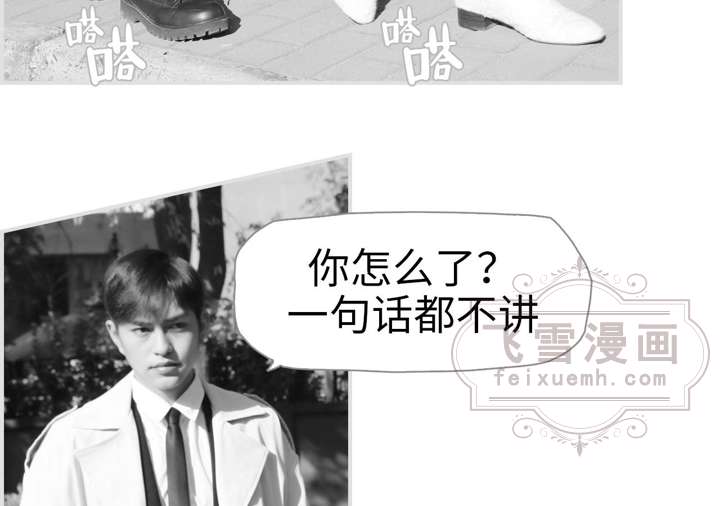 嗒
嗒
嗒
嗒
你怎么了？
一句话都不讲
飞雪漫画
feixuemh.com